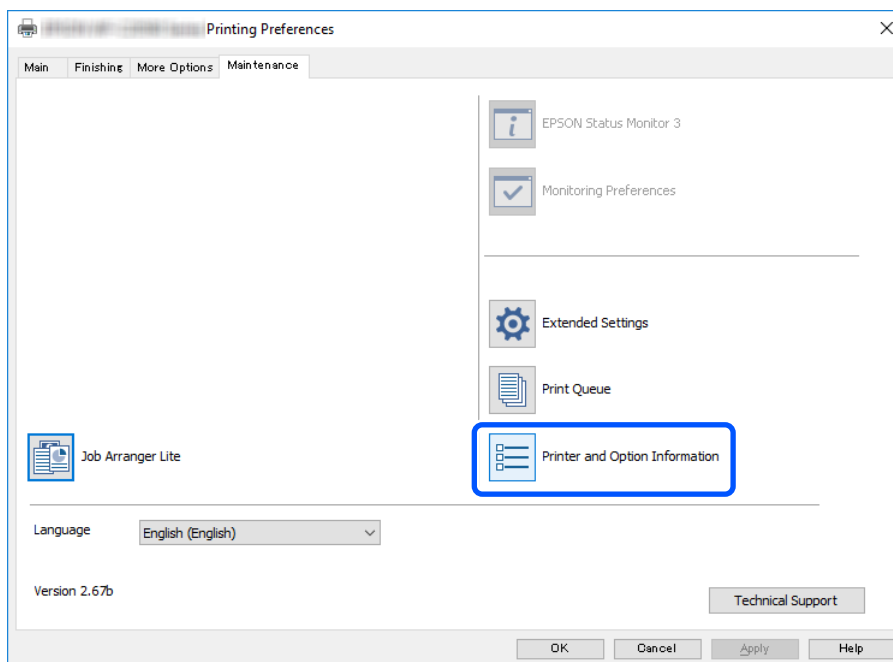 Printing Preferences
Main Finishing More Options Maintenance
EPSON Status Monitor 3
Monitoring Preferences
Extended Settings
Print Queue
Job Arranger Lite
Printer and Option Information
Language English (English)
Version 2.67b
Technical Support
OK Cancel Apply Help